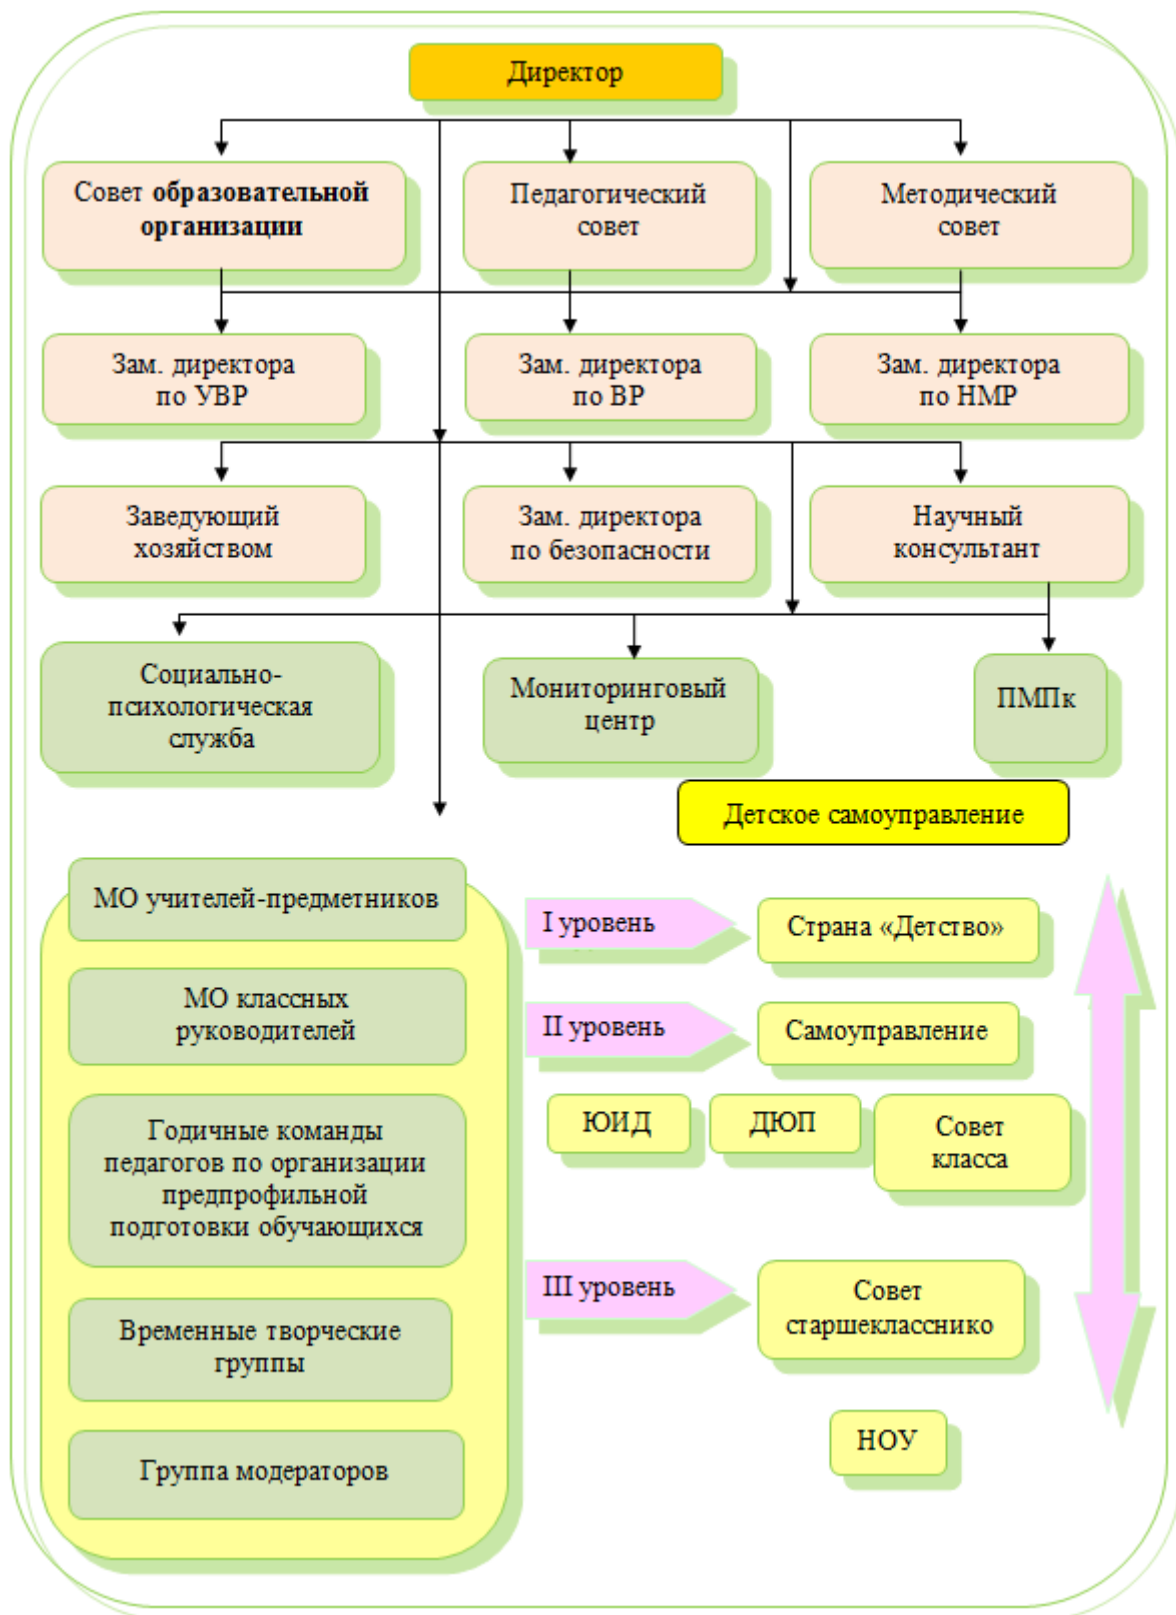 Директор
Совет образовательной
организации
Педагогический
совет
Методический
совет
Зам. директора
по УВР
Зам. директора
по ВР
Зам. директора
по НМР
Заведующий
хозяйством
Зам. директора
по безопасности
Научный
консультант
Социально-
психологическая
служба
Мониторинговый
центр
ПМПк
Детское самоуправление
МО учителей-предметников
МО классных
руководителей
Годичные команды
педагогов по организации
предпрофильной
подготовки обучающихся
Временные творческие
группы
Группа модераторов
I уровень
Страна «Детство»
II уровень
Самоуправление
ЮИД
ДЮП
Совет
класса
III уровень
Совет
старшекласснико
НОУ